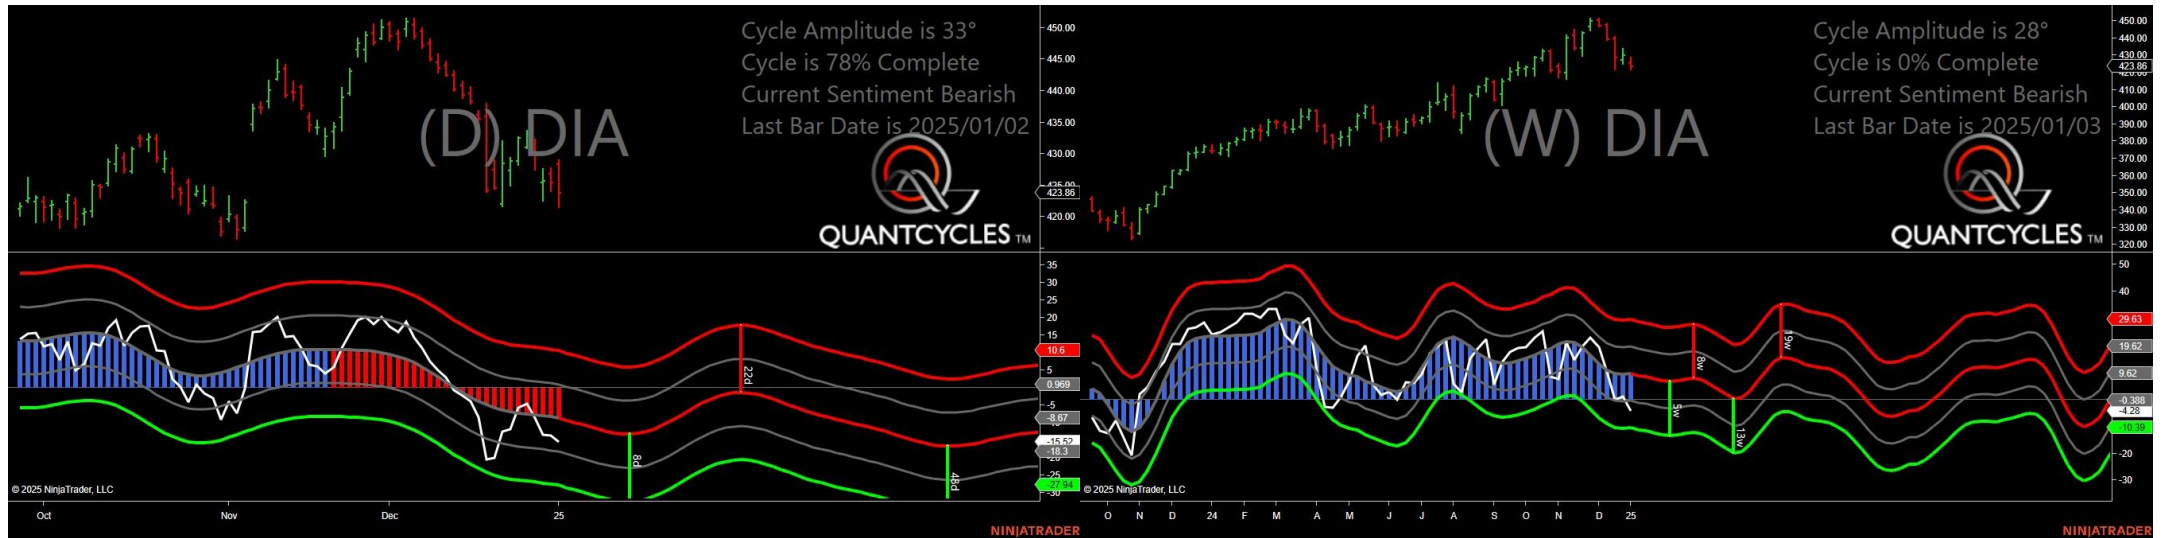 Cycle Amplitude is 33°
Cycle is 78% Complete
Current Sentiment Bearish
Last Bar Date is 2025/01/02
(D) DIA
QUANTCYCLES TM
450.00
445.00
440.00
435.00
430.00
425.00
423.86
420.00
35
30
25
20
15
10.6
5
0.969
-5
-8.67
-15.52
-18.3
-25
-27.94
-30
22d
8d
48d
© 2025 NinjaTrader, LLC
Oct Nov Dec 25
NINJATRADER
Cycle Amplitude is 28°
Cycle is 0% Complete
Current Sentiment Bearish
Last Bar Date is 2025/01/03
(W) DIA
QUANTCYCLES TM
450.00
440.00
430.00
423.86
420.00
410.00
400.00
390.00
380.00
370.00
360.00
350.00
340.00
330.00
320.00
50
40
29.63
19.62
9.62
-0.388
-4.28
-10.39
-20
-30
8w
19w
5w
13w
© 2025 NinjaTrader, LLC
O N D 24 F M A M J J A S O N D 25
NINJATRADER